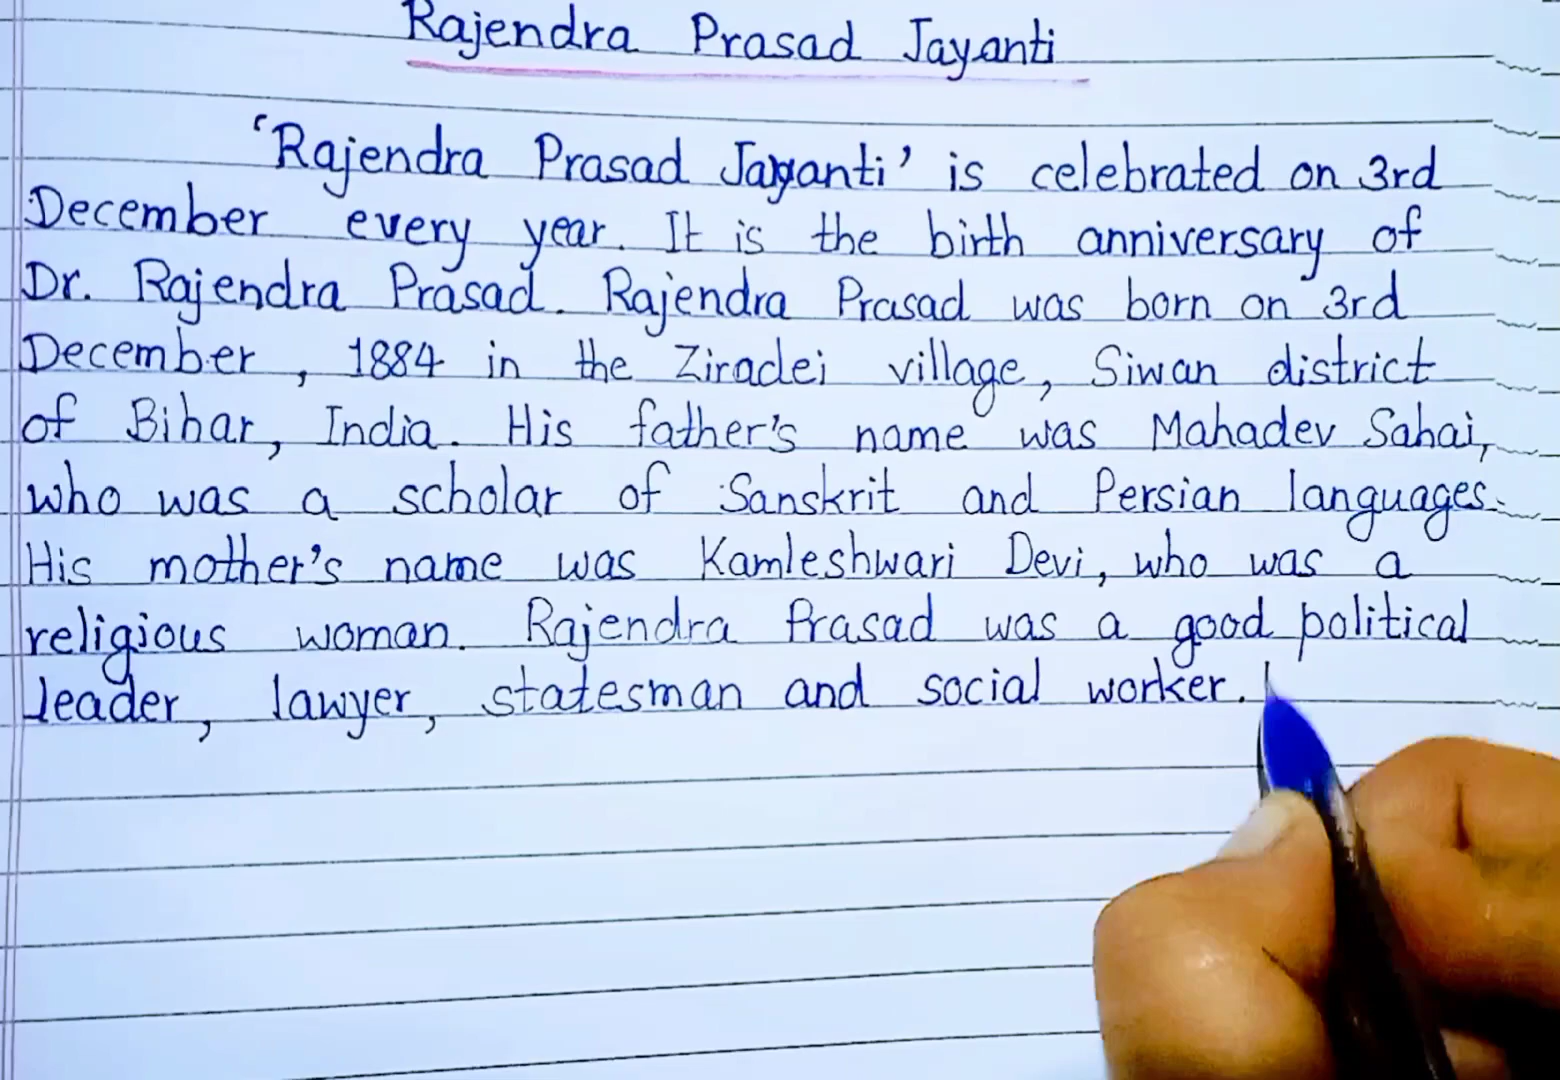 Rajendra Prasad Jayanti
‘Rajendra Prasad Jayanti’ is celebrated on 3rd
December every year. It is the birth anniversary of
Dr. Rajendra Prasad. Rajendra Prasad was born on 3rd
December, 1884 in the Ziradei village, Siwan district
of Bihar, India. His father's name was Mahadev Sahai,
who was a scholar of Sanskrit and Persian languages.
His mother's name was Kamleshwari Devi, who was a
religious woman. Rajendra Prasad was a good political
leader, lawyer, statesman and social worker.